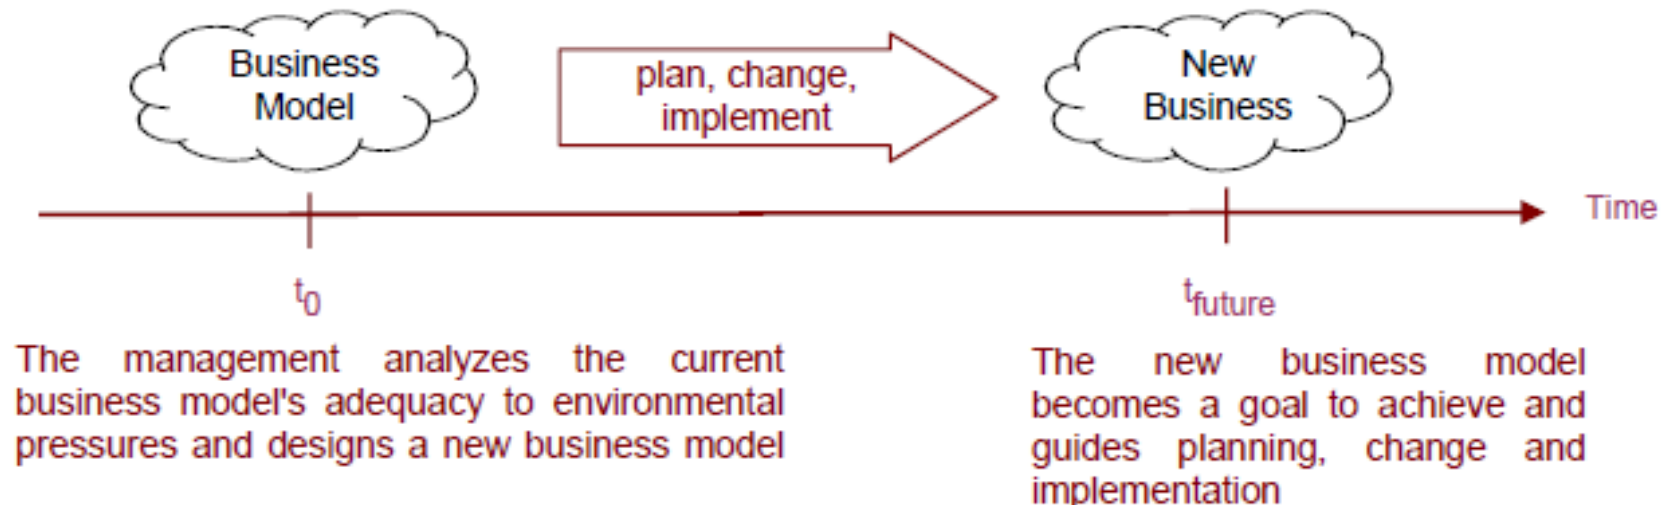 Business
Model
plan, change,
implement
New
Business
Time
t0
tfuture
The management analyzes the current
business model's adequacy to environmental
pressures and designs a new business model
The new business model
becomes a goal to achieve and
guides planning, change and
implementation